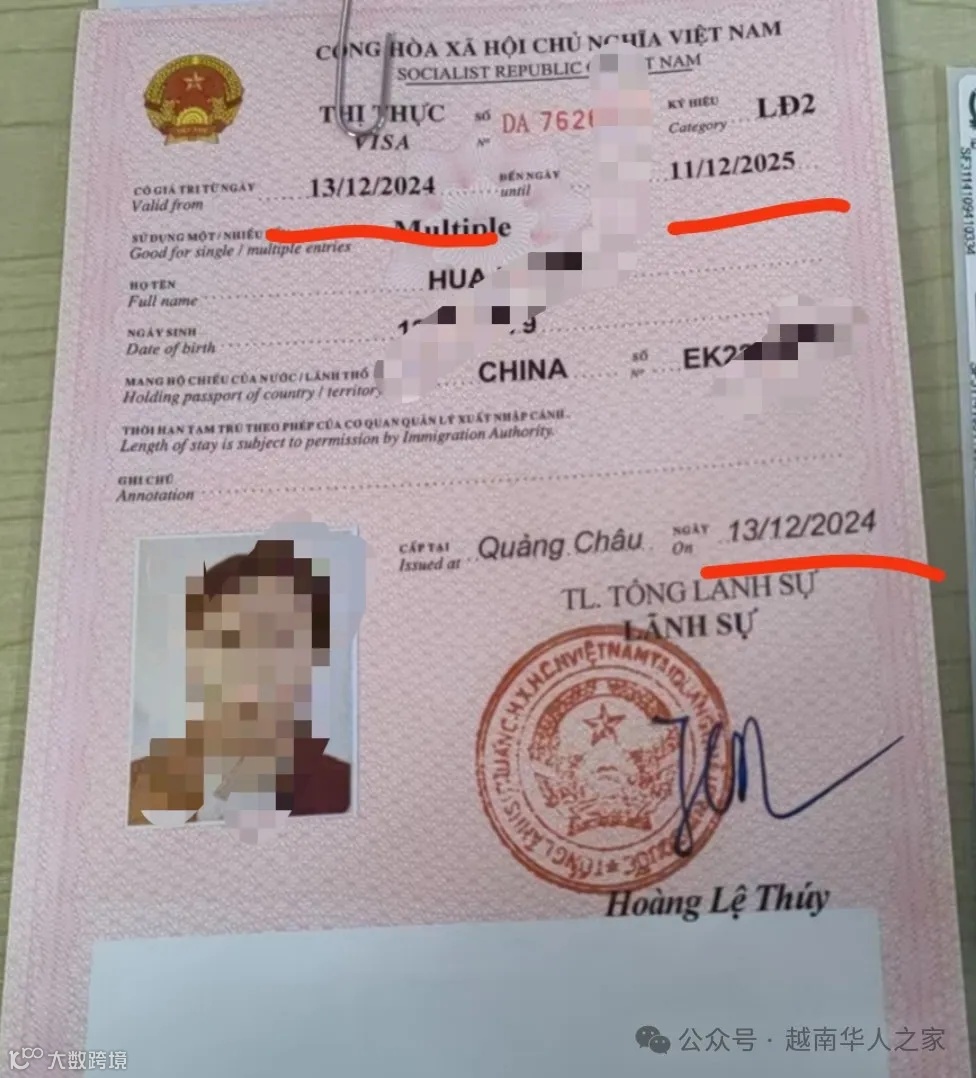 CỘNG HÒA XÃ HỘI CHỦ NGHĨA VIỆT NAM
SOCIALIST REPUBLIC NAM
THỊ THỰC SỐ DA 762 KÝ HIỆU LĐ2
VISA Nº Category
CÓ GIÁ TRỊ TỪ NGÀY 13/12/2024 ĐẾN NGÀY 11/12/2025
Valid from until
SỬ DỤNG MỘT / NHIỀU Multiple
Good for single / multiple entries
HỌ TÊN HUA
Full name
NGÀY SINH
Date of birth
MANG HỘ CHIẾU CỦA NƯỚC / LÃNH THỔ CHINA SỐ EK2
Holding passport of country / territory Nº
THỜI HẠN TẠM TRÚ THEO PHÉP CỦA CƠ QUAN QUẢN LÝ XUẤT NHẬP CẢNH.
Length of stay is subject to permission by Immigration Authority.
GHI CHÚ
Annotation
CẤP TẠI Quảng Châu NGÀY 13/12/2024
Issued at On
TL. TỔNG LÃNH SỰ
LÃNH SỰ
Hoàng Lệ Thúy
公众号 · 越南华人之家
大数跨境